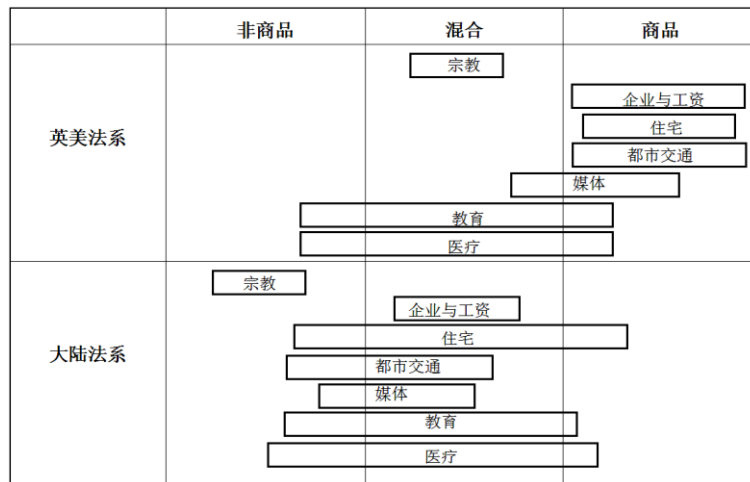 非商品 混合 商品
英美法系
宗教
企业与工资
住宅
都市交通
媒体
教育
医疗
大陆法系
宗教
企业与工资
住宅
都市交通
媒体
教育
医疗